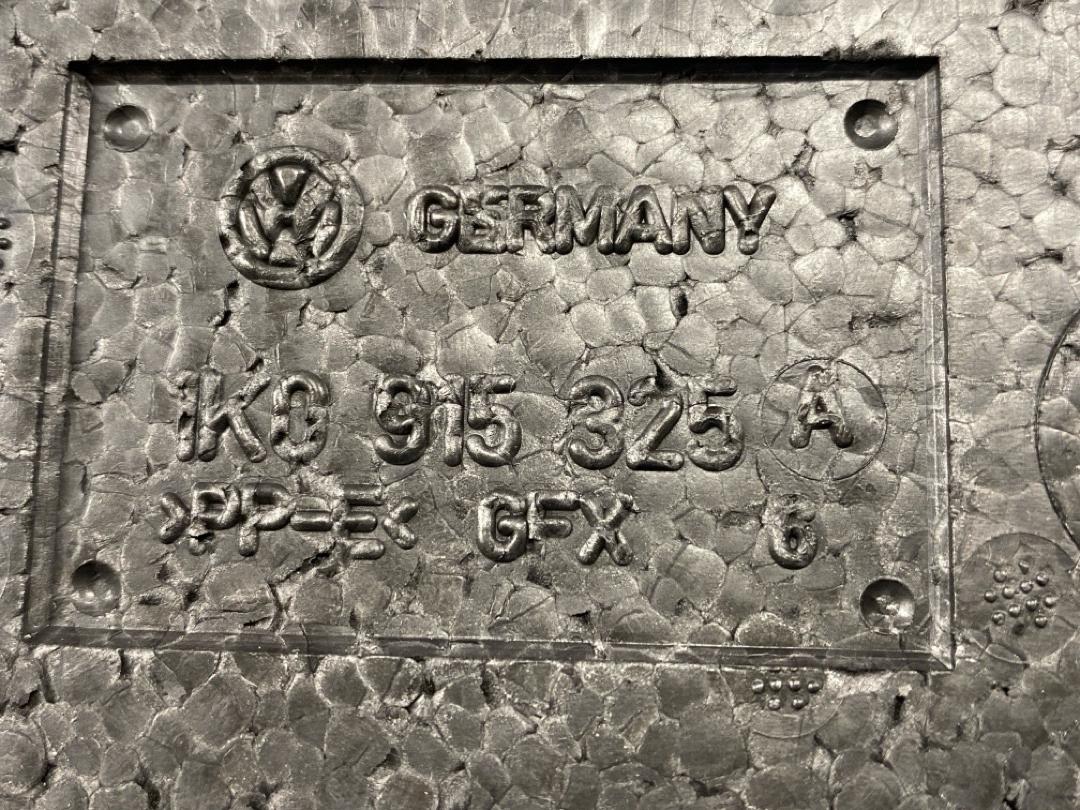 GERMANY
1K0 915 325 A
>PP-E< GFX 6